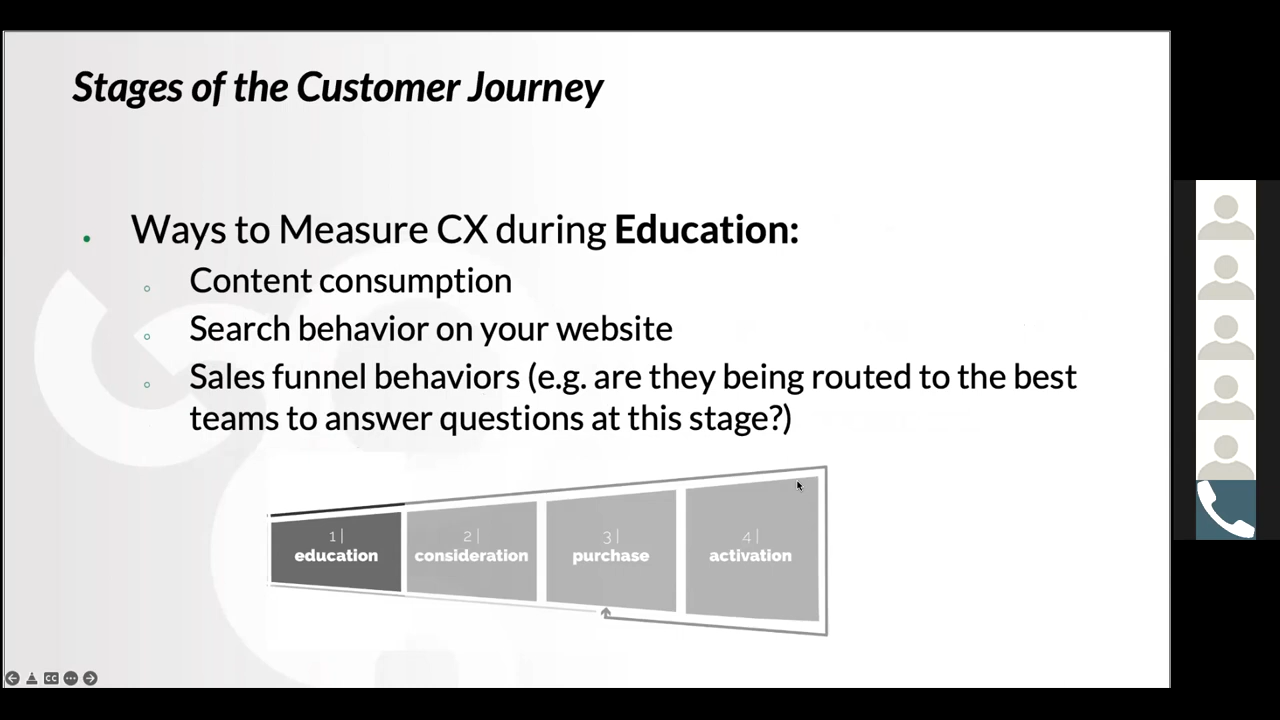 Stages of the Customer Journey
Ways to Measure CX during Education:
Content consumption
Search behavior on your website
Sales funnel behaviors (e.g. are they being routed to the best
teams to answer questions at this stage?)
1 |
education
2 |
consideration
3 |
purchase
4 |
activation
CC